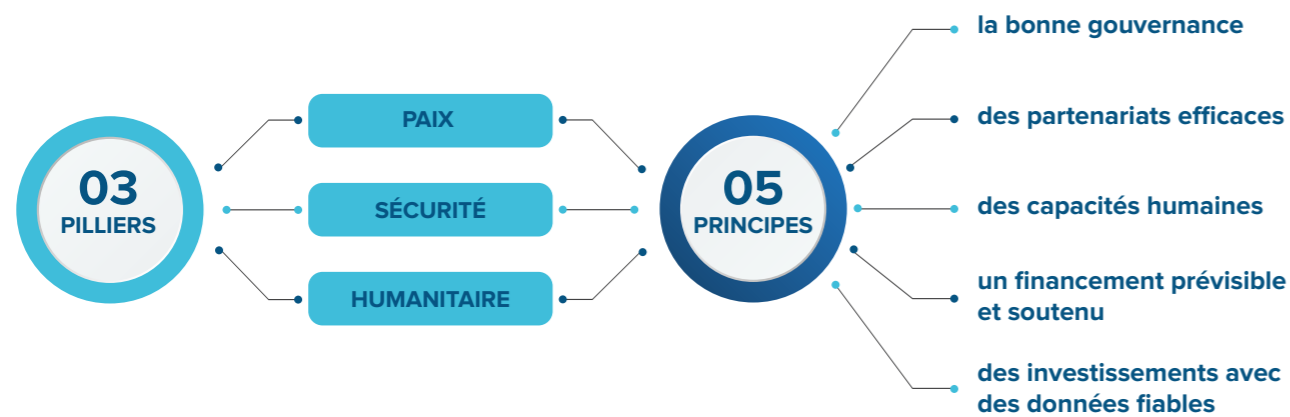 03
PILLIERS
PAIX
SÉCURITÉ
HUMANITAIRE
05
PRINCIPES
la bonne gouvernance
des partenariats efficaces
des capacités humaines
un financement prévisible
et soutenu
des investissements avec
des données fiables